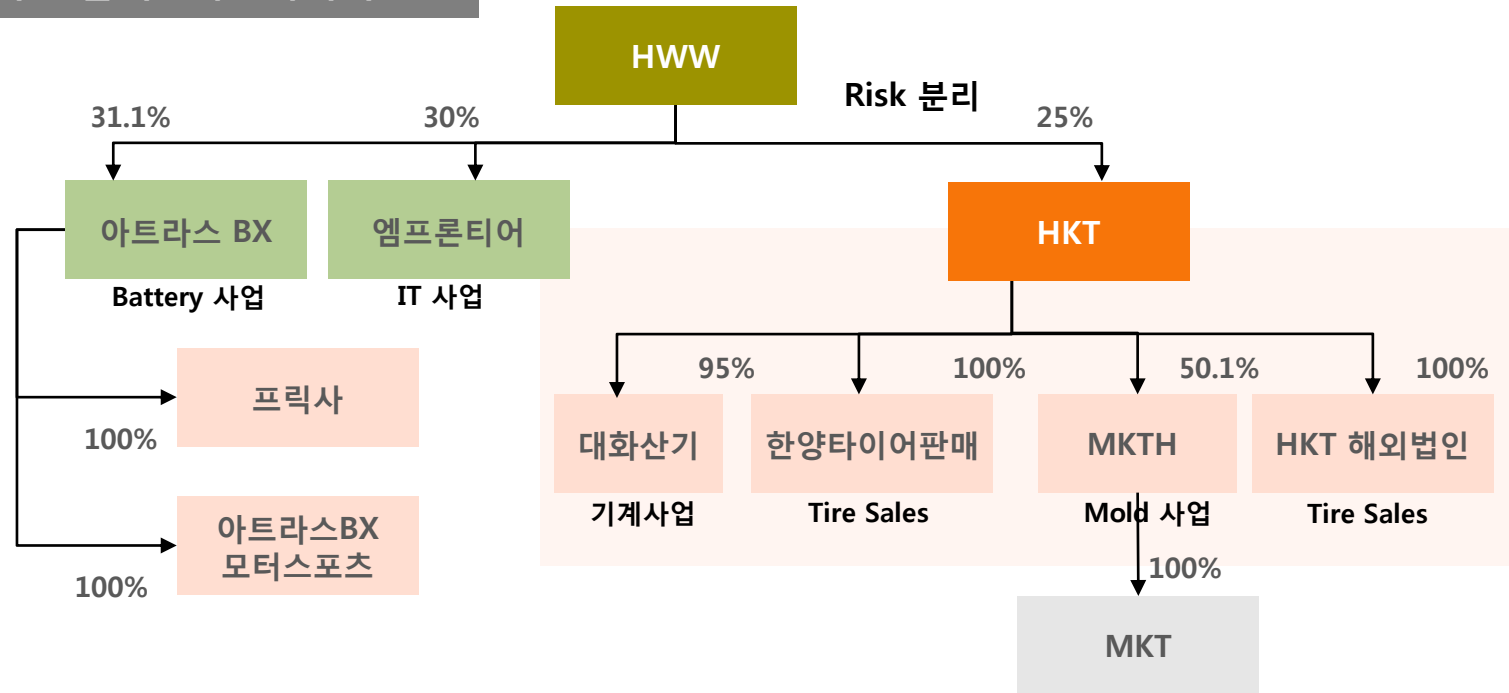 HWW
Risk 분리
31.1%
30%
25%
아트라스 BX
엠프론티어
HKT
Battery 사업
IT 사업
95%
100%
50.1%
100%
프릭사
100%
대화산기
한양타이어판매
MKTH
HKT 해외법인
기계사업
Tire Sales
Mold 사업
Tire Sales
아트라스BX
모터스포츠
100%
100%
MKT